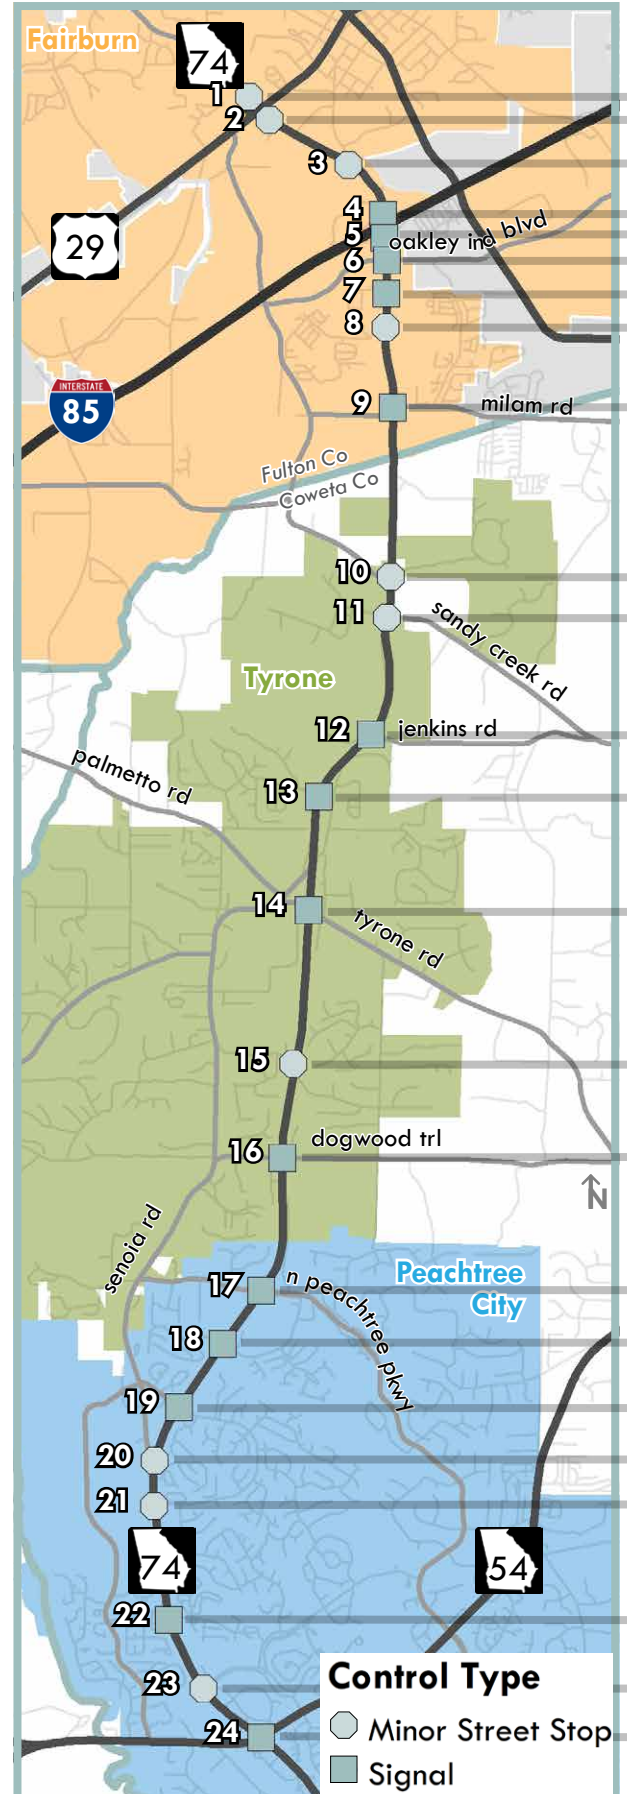 Fairburn
74
1
2
3
4
29
5
oakley ind blvd
6
7
8
INTERSTATE
85
9
milam rd
Fulton Co
Coweta Co
10
11
sandy creek rd
Tyrone
12
jenkins rd
palmetto rd
13
14
tyrone rd
15
dogwood trl
16
N
senoia rd
17
n peachtree pkwy
Peachtree
City
18
19
20
21
74
54
22
23
24
Control Type
Minor Street Stop
Signal